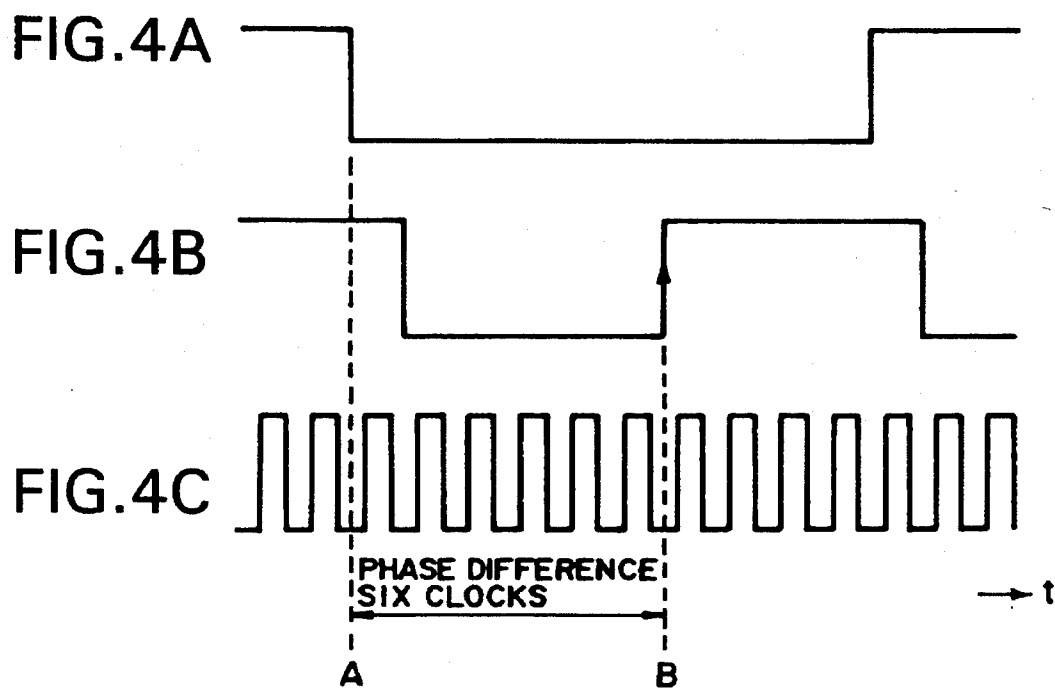 FIG.4A
FIG.4B
FIG.4C
PHASE DIFFERENCE
SIX CLOCKS
t
A
B